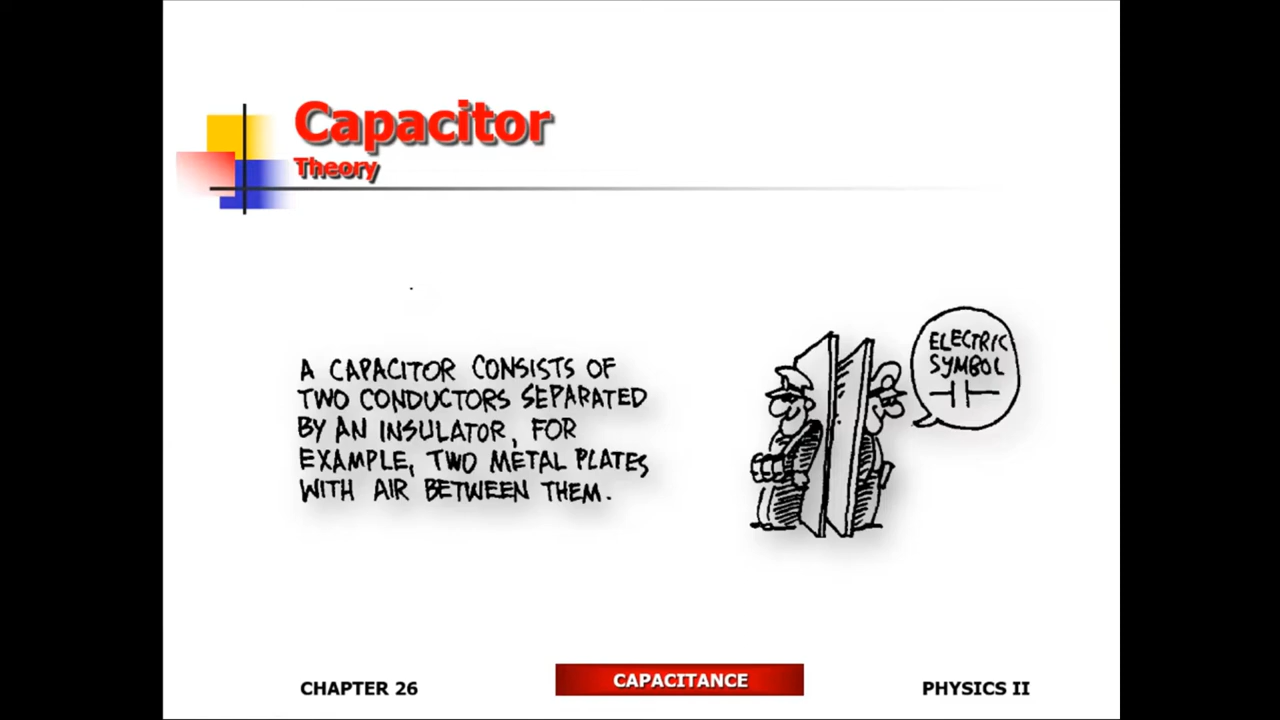 Capacitor
Theory
A CAPACITOR CONSISTS OF
TWO CONDUCTORS SEPARATED
BY AN INSULATOR, FOR
EXAMPLE, TWO METAL PLATES
WITH AIR BETWEEN THEM.
ELECTRIC
SYMBOL
CHAPTER 26
CAPACITANCE
PHYSICS II